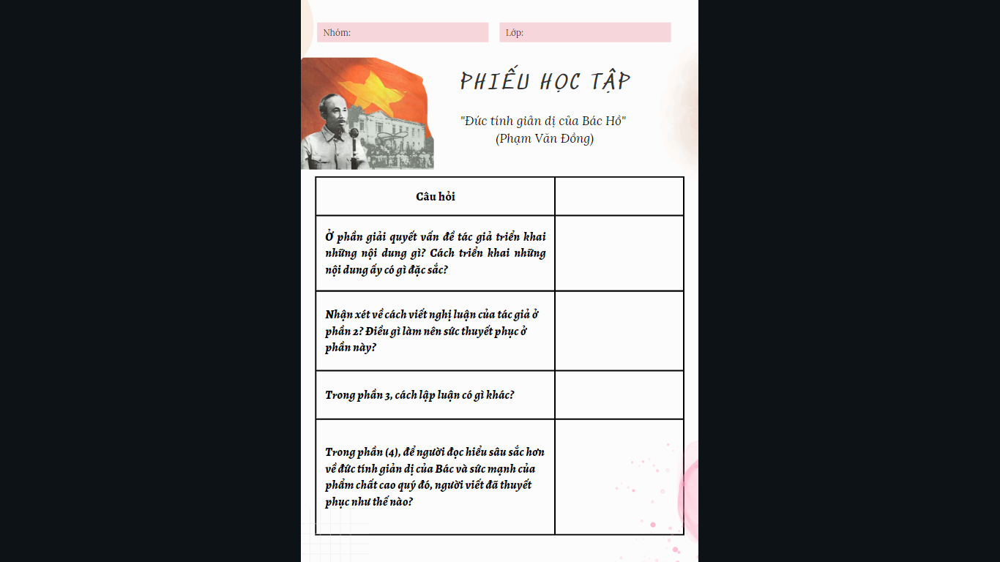 Nhóm:
Lớp:
PHIẾU HỌC TẬP
"Đức tính giản dị của Bác Hồ"
(Phạm Văn Đồng)
Câu hỏi
Ở phần giải quyết vấn đề tác giả triển khai
những nội dung gì? Cách triển khai những
nội dung ấy có gì đặc sắc?
Nhận xét về cách viết nghị luận của tác giả ở
phần 2? Điều gì làm nên sức thuyết phục ở
phần này?
Trong phần 3, cách lập luận có gì khác?
Trong phần (4), để người đọc hiểu sâu sắc hơn
về đức tính giản dị của Bác và sức mạnh của
phẩm chất cao quý đó, người viết đã thuyết
phục như thế nào?